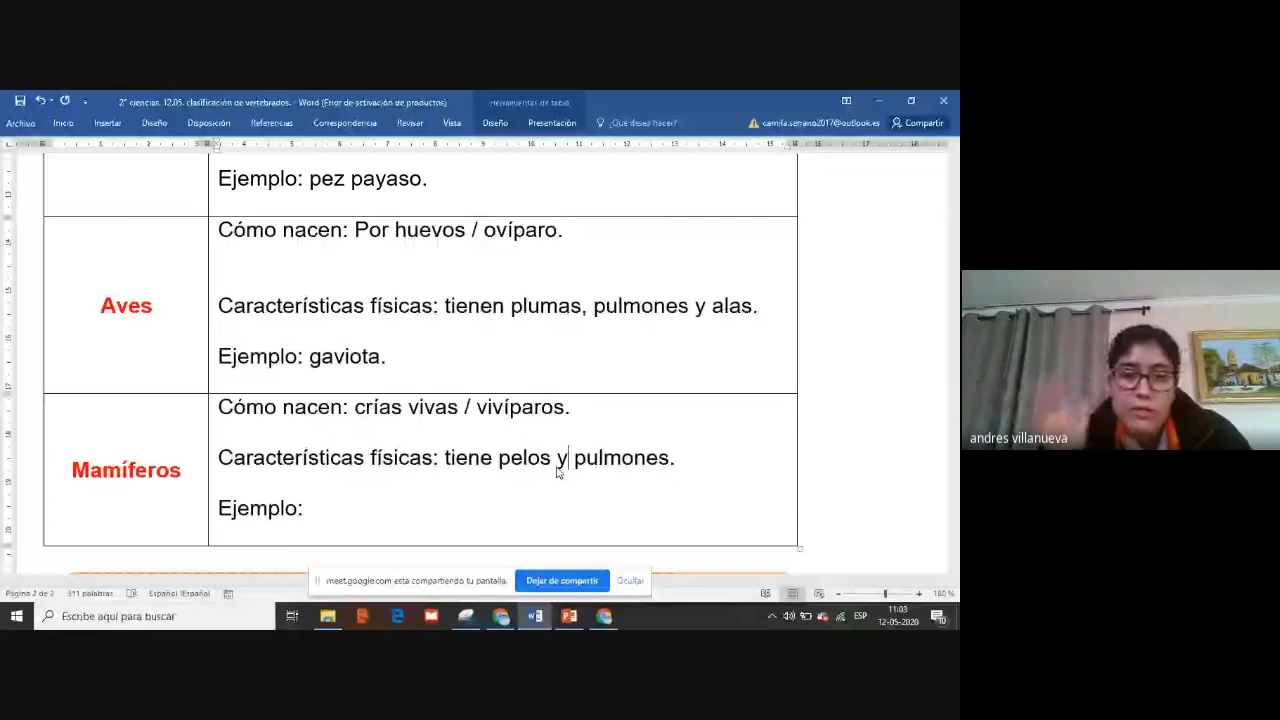 2° ciencias. 12.05. clasificación de vertebrados. - Word (Error de activación de productos)
Herramientas de tabla
Archivo Inicio Insertar Diseño Disposición Referencias Correspondencia Revisar Vista Diseño Presentación ¿Qué desea hacer? camila.serrano2017@outlook.es Compartir
Ejemplo: pez payaso.
Aves
Cómo nacen: Por huevos / ovíparo.
Características físicas: tienen plumas, pulmones y alas.
Ejemplo: gaviota.
Mamíferos
Cómo nacen: crías vivas / vivíparos.
Características físicas: tiene pelos y pulmones.
Ejemplo:
andres villanueva
meet.google.com está compartiendo tu pantalla. Dejar de compartir Ocultar
Página 2 de 2 311 palabras Español (España) 180 %
Escribe aquí para buscar
ESP
11:03
12-05-2020